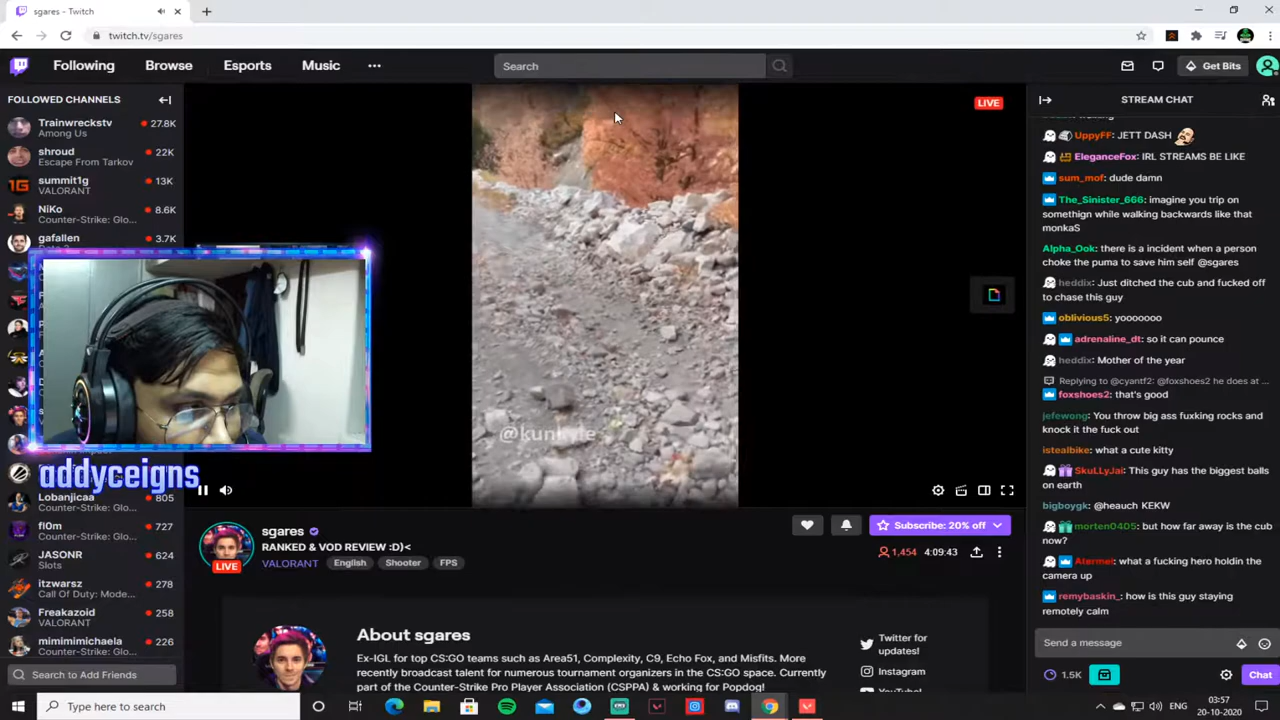 sgares - Twitch
twitch.tv/sgares
Following
Browse
Esports
Music
Search
Get Bits
FOLLOWED CHANNELS
Trainwreckstv
27.8K
Among Us
shroud
22K
Escape From Tarkov
summit1g
13K
VALORANT
NiKo
8.6K
Counter-Strike: Glo...
gafallen
3.7K
addyceigns
Lobanjicaa
805
Counter-Strike: Glo...
fl0m
727
Counter-Strike: Glo...
JASONR
624
Slots
itzwarsz
278
Call Of Duty: Mode...
Freakazoid
258
VALORANT
mimimimichaela
226
Counter-Strike: Glo...
Search to Add Friends
LIVE
@kunkyle
sgares
RANKED & VOD REVIEW :D)<
VALORANT
English
Shooter
FPS
LIVE
Subscribe: 20% off
1,454
4:09:43
About sgares
Ex-IGL for top CS:GO teams such as Area51, Complexity, C9, Echo Fox, and Misfits. More
recently broadcast talent for numerous tournament organizers in the CS:GO space. Currently
part of the Counter-Strike Pro Player Association (CSPPA) & working for Popdog!
Twitter for
updates!
Instagram
STREAM CHAT
UppyFF: JETT DASH
EleganceFox: IRL STREAMS BE LIKE
sum_mof: dude damn
The_Sinister_666: imagine you trip on
somethign while walking backwards like that
monkaS
Alpha_Ook: there is a incident when a person
choke the puma to save him self @sgares
heddix: Just ditched the cub and fucked off
to chase this guy
oblivious5: yooooooo
adrenaline_dt: so it can pounce
heddix: Mother of the year
Replying to @cyantf2: @foxshoes2 he does at ...
foxshoes2: that's good
jefewong: You throw big ass fuxking rocks and
knock it the fuck out
istealbike: what a cute kitty
SkuLLyJai: This guy has the biggest balls
on earth
bigboygk: @heauch KEKW
morten0405: but how far away is the cub
now?
Atermei: what a fucking hero holdin the
camera up
remybaskin_: how is this guy staying
remotely calm
Send a message
1.5K
Chat
Type here to search
ENG
03:57
20-10-2020